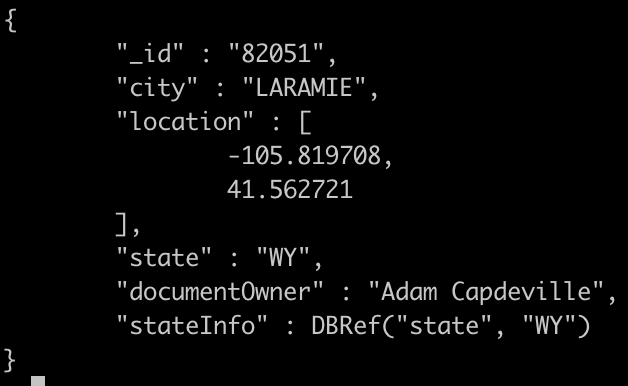 {
"_id" : "82051",
"city" : "LARAMIE",
"location" : [
-105.819708,
41.562721
],
"state" : "WY",
"documentOwner" : "Adam Capdeville",
"stateInfo" : DBRef("state", "WY")
}